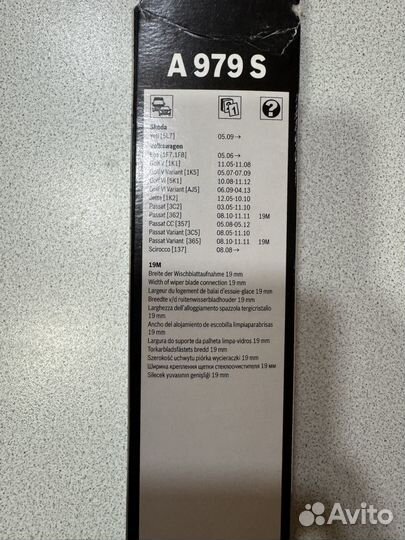 A 979 S
Skoda
Yeti [5L7] 05.09 →
Volkswagen
Eos [1F7,1F8] 05.06 →
Golf V [1K1] 11.05-11.08
Golf V Variant [1K5] 05.07-07.09
Golf VI [5K1] 10.08-11.12
Golf VI Variant [AJ5] 06.09-04.13
Jetta [1K2] 12.05-10.10
Passat [3C2] 03.05-11.10
Passat [362] 08.10-11.11 19M
Passat CC [357] 05.08-05.12
Passat Variant [3C5] 08.05-11.10
Passat Variant [365] 08.10-11.11 19M
Scirocco [137] 08.08 →
19M
Breite der Wischblattaufnahme 19 mm
Width of wiper blade connection 19 mm
Largeur du logement de balai d'essuie-glace 19 mm
Breedte v/d ruitenwisserbladhouder 19 mm
Larghezza dell'alloggiamento spazzola tergicristallo
19 mm
Ancho del alojamiento de escobilla limpiaparabrisas
19 mm
Largura do suporte da palheta limpa-vidros 19 mm
Torkarbladsfästets bredd 19 mm
Szerokość uchwytu piórka wycieraczki 19 mm
Ширина крепления щетки стеклоочистителя 19 мм
Silecek yuvasının genişliği 19 mm
Avito